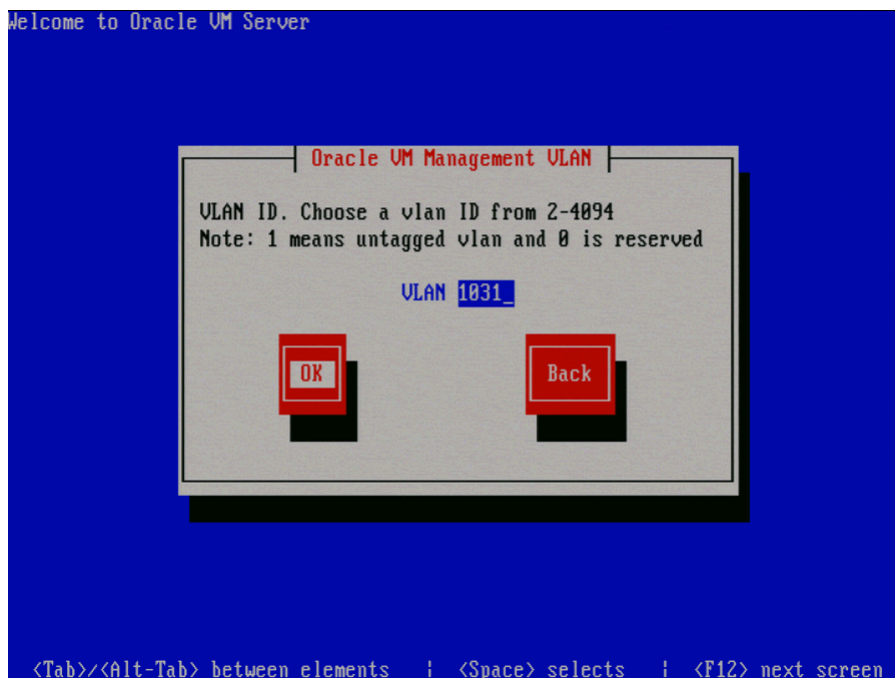 Welcome to Oracle VM Server
Oracle VM Management VLAN
VLAN ID. Choose a vlan ID from 2-4094
Note: 1 means untagged vlan and 0 is reserved
VLAN 1031_
OK Back
<Tab>/<Alt-Tab> between elements | <Space> selects | <F12> next screen